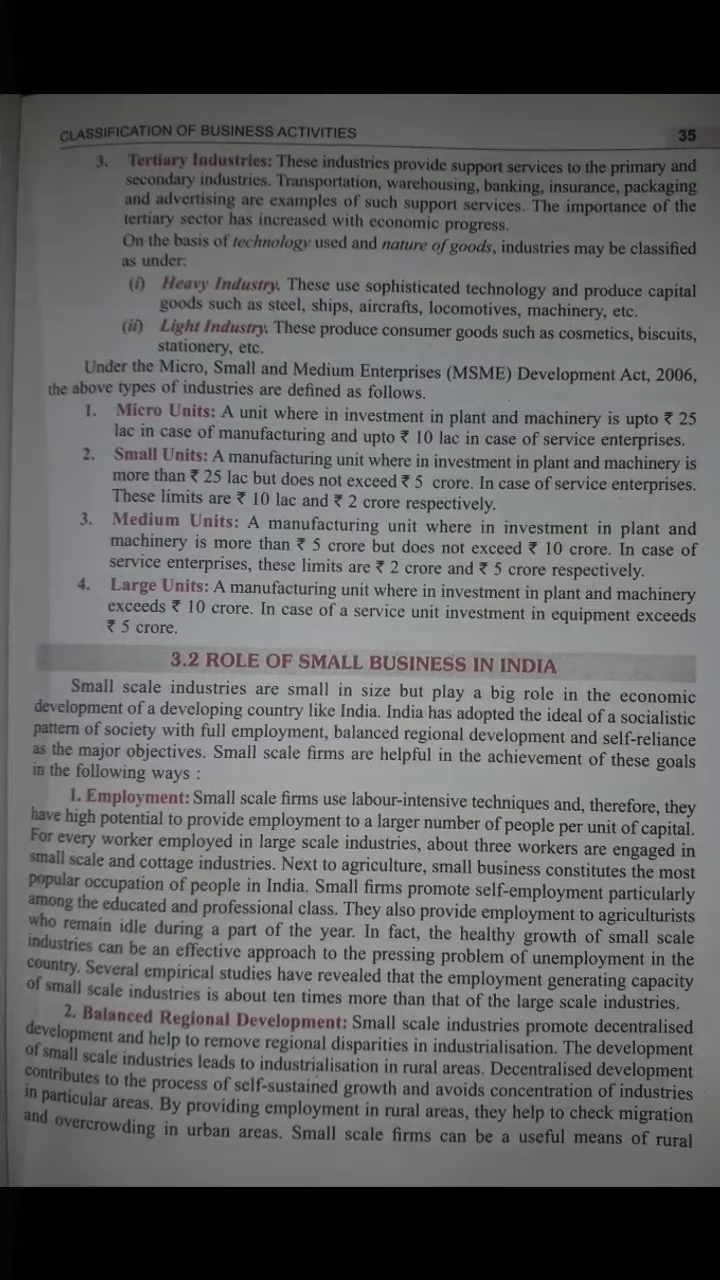 CLASSIFICATION OF BUSINESS ACTIVITIES 35
3. Tertiary Industries: These industries provide support services to the primary and
secondary industries. Transportation, warehousing, banking, insurance, packaging
and advertising are examples of such support services. The importance of the
tertiary sector has increased with economic progress.
On the basis of technology used and nature of goods, industries may be classified
as under:
(i) Heavy Industry. These use sophisticated technology and produce capital
goods such as steel, ships, aircrafts, locomotives, machinery, etc.
(ii) Light Industry. These produce consumer goods such as cosmetics, biscuits,
stationery, etc.
Under the Micro, Small and Medium Enterprises (MSME) Development Act, 2006,
the above types of industries are defined as follows.
1. Micro Units: A unit where in investment in plant and machinery is upto ₹ 25
lac in case of manufacturing and upto ₹ 10 lac in case of service enterprises.
2. Small Units: A manufacturing unit where in investment in plant and machinery is
more than ₹ 25 lac but does not exceed ₹ 5 crore. In case of service enterprises.
These limits are ₹ 10 lac and ₹ 2 crore respectively.
3. Medium Units: A manufacturing unit where in investment in plant and
machinery is more than ₹ 5 crore but does not exceed ₹ 10 crore. In case of
service enterprises, these limits are ₹ 2 crore and ₹ 5 crore respectively.
4. Large Units: A manufacturing unit where in investment in plant and machinery
exceeds ₹ 10 crore. In case of a service unit investment in equipment exceeds
₹ 5 crore.
3.2 ROLE OF SMALL BUSINESS IN INDIA
Small scale industries are small in size but play a big role in the economic
development of a developing country like India. India has adopted the ideal of a socialistic
pattern of society with full employment, balanced regional development and self-reliance
as the major objectives. Small scale firms are helpful in the achievement of these goals
in the following ways :
1. Employment: Small scale firms use labour-intensive techniques and, therefore, they
have high potential to provide employment to a larger number of people per unit of capital.
For every worker employed in large scale industries, about three workers are engaged in
small scale and cottage industries. Next to agriculture, small business constitutes the most
popular occupation of people in India. Small firms promote self-employment particularly
among the educated and professional class. They also provide employment to agriculturists
who remain idle during a part of the year. In fact, the healthy growth of small scale
industries can be an effective approach to the pressing problem of unemployment in the
country. Several empirical studies have revealed that the employment generating capacity
of small scale industries is about ten times more than that of the large scale industries.
2. Balanced Regional Development: Small scale industries promote decentralised
development and help to remove regional disparities in industrialisation. The development
of small scale industries leads to industrialisation in rural areas. Decentralised development
contributes to the process of self-sustained growth and avoids concentration of industries
in particular areas. By providing employment in rural areas, they help to check migration
and overcrowding in urban areas. Small scale firms can be a useful means of rural